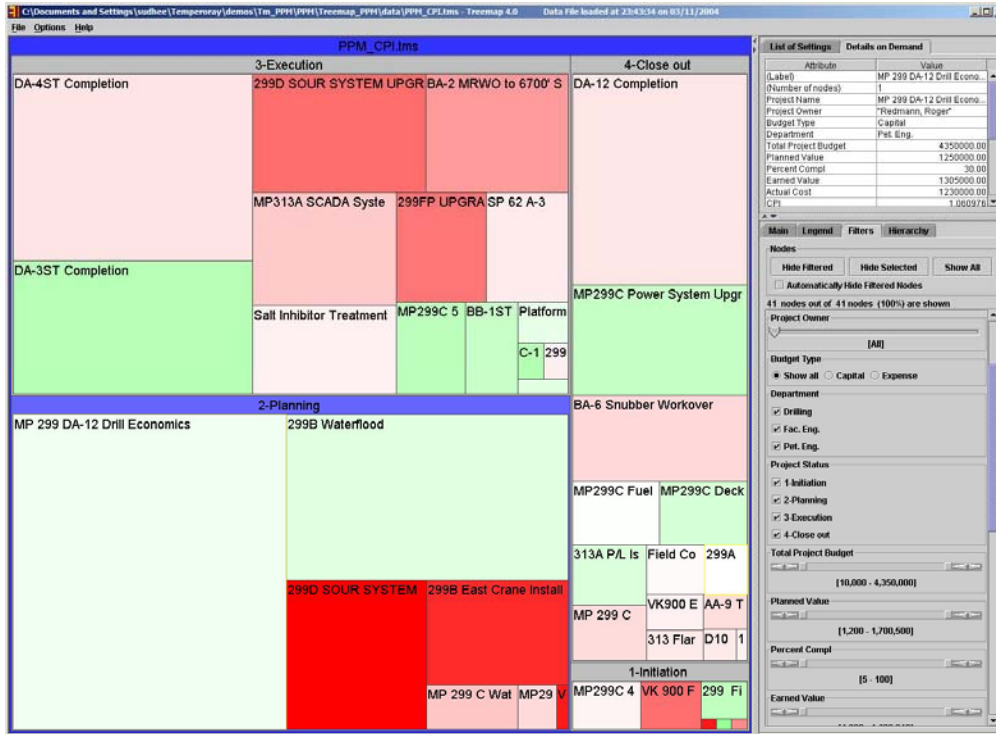 C:\Documents and Settings\sudhee\Temperoray\demos\Tm_PPM\PPM\Treemap_PPM\data\PPM_CPI.tms - Treemap 4.0 Data File loaded at 23:43:34 on 03/11/2004
File Options Help
PPM_CPI.tms
3-Execution
DA-4ST Completion
299D SOUR SYSTEM UPGR
BA-2 MRWO to 6700' S
MP313A SCADA Syste
299FP UPGRA
SP 62 A-3
DA-3ST Completion
Salt Inhibitor Treatment
MP299C 5
BB-1ST
Platform
C-1
299
4-Close out
DA-12 Completion
MP299C Power System Upgr
BA-6 Snubber Workover
MP299C Fuel
MP299C Deck
313A P/L Is
Field Co
299A
MP 299 C
VK900 E
AA-9 T
313 Flar
D10
1
2-Planning
MP 299 DA-12 Drill Economics
299B Waterflood
299D SOUR SYSTEM
299B East Crane Install
MP 299 C Wat
MP29
V
1-Initiation
MP299C 4
VK 900 F
299 Fi
List of Settings Details on Demand
Attribute Value
(Label) MP 299 DA-12 Drill Econo...
(Number of nodes) 1
Project Name MP 299 DA-12 Drill Econo...
Project Owner "Redmann, Roger"
Budget Type Capital
Department Pet. Eng.
Total Project Budget 4350000.00
Planned Value 1250000.00
Percent Compl 30.00
Earned Value 1305000.00
Actual Cost 1230000.00
CPI 1.060976
Main Legend Filters Hierarchy
Nodes
Hide Filtered Hide Selected Show All
Automatically Hide Filtered Nodes
41 nodes out of 41 nodes (100%) are shown
Project Owner
[All]
Budget Type
Show all Capital Expense
Department
Drilling
Fac. Eng.
Pet. Eng.
Project Status
1-Initiation
2-Planning
3-Execution
4-Close out
Total Project Budget
[10,000 - 4,350,000]
Planned Value
[1,200 - 1,700,500]
Percent Compl
[5 - 100]
Earned Value